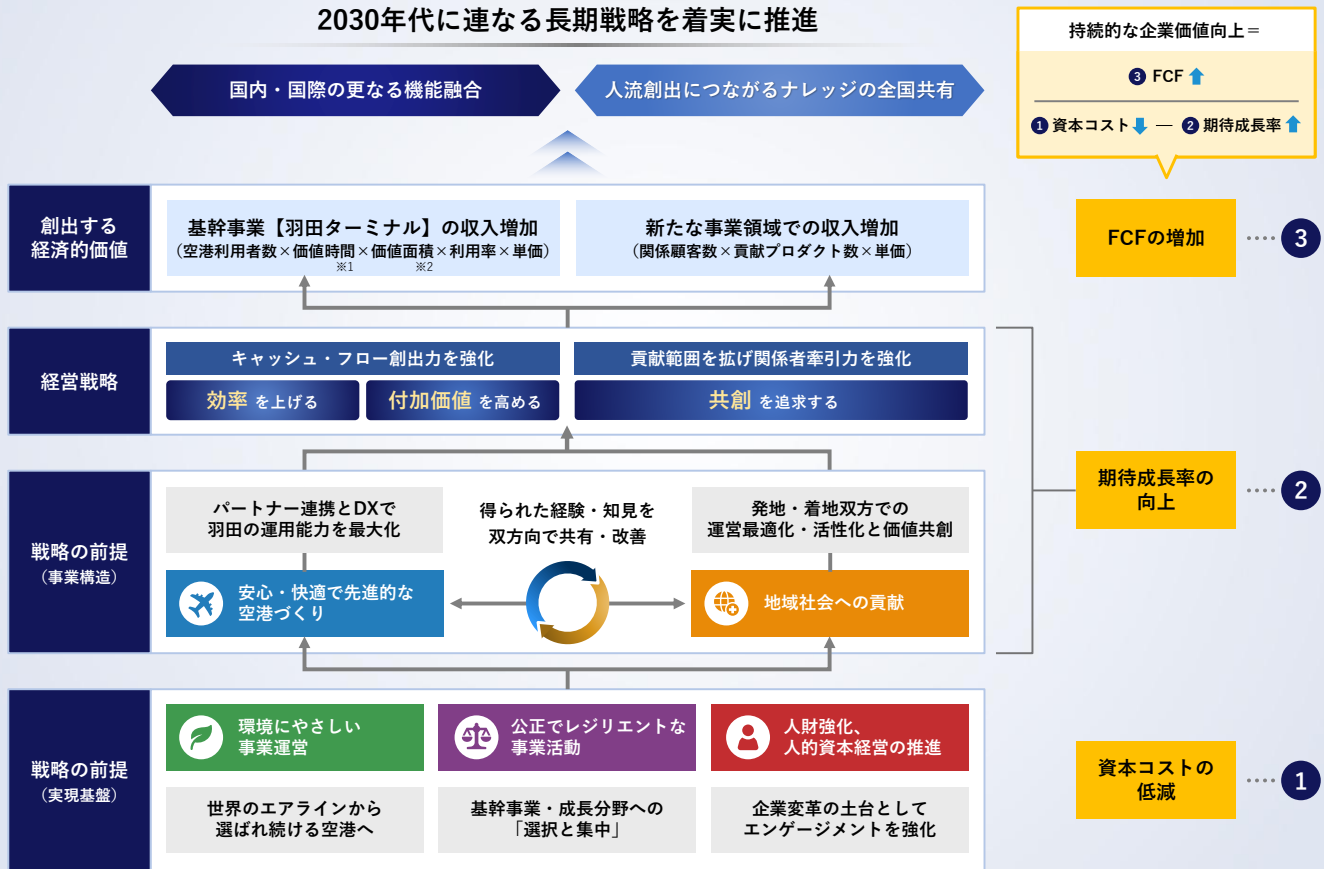 2030年代に連なる長期戦略を着実に推進
国内・国際の更なる機能融合
人流創出につながるナレッジの全国共有
持続的な企業価値向上＝
3 FCF
1 資本コスト — 2 期待成長率
創出する
経済的価値
基幹事業【羽田ターミナル】の収入増加
（空港利用者数×価値時間×価値面積×利用率×単価）
※1 ※2
新たな事業領域での収入増加
（関係顧客数×貢献プロダクト数×単価）
FCFの増加
3
経営戦略
キャッシュ・フロー創出力を強化
効率 を上げる
付加価値 を高める
貢献範囲を拡げ関係者牽引力を強化
共創 を追求する
戦略の前提
（事業構造）
パートナー連携とDXで
羽田の運用能力を最大化
得られた経験・知見を
双方向で共有・改善
発地・着地双方での
運営最適化・活性化と価値共創
安心・快適で先進的な
空港づくり
地域社会への貢献
期待成長率の
向上
2
戦略の前提
（実現基盤）
環境にやさしい
事業運営
公正でレジリエントな
事業活動
人財強化、
人的資本経営の推進
世界のエアラインから
選ばれ続ける空港へ
基幹事業・成長分野への
「選択と集中」
企業変革の土台として
エンゲージメントを強化
資本コストの
低減
1